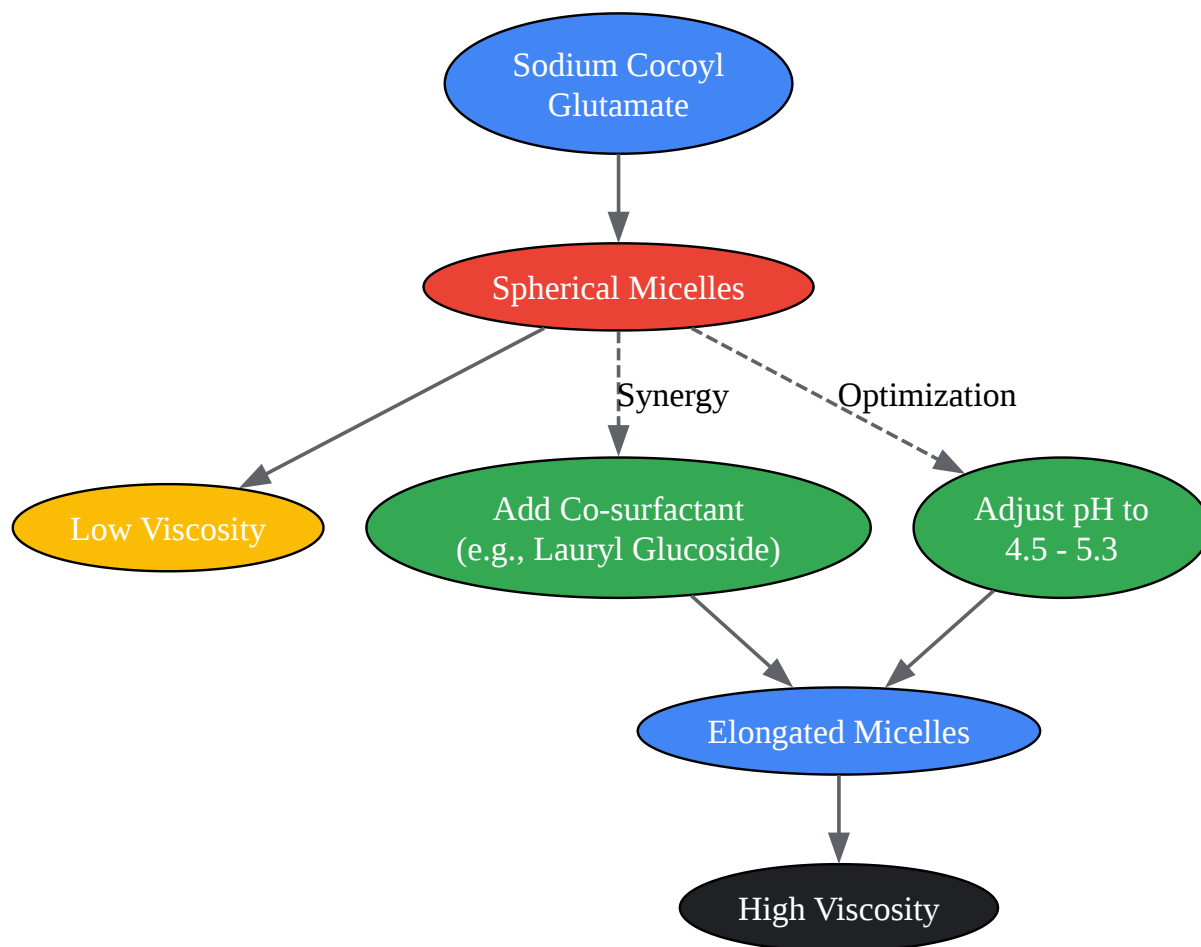 Sodium Cocoyl
Glutamate
Spherical Micelles
Synergy
Optimization
Low Viscosity
Add Co-surfactant
(e.g., Lauryl Glucoside)
Adjust pH to
4.5 - 5.3
Elongated Micelles
High Viscosity